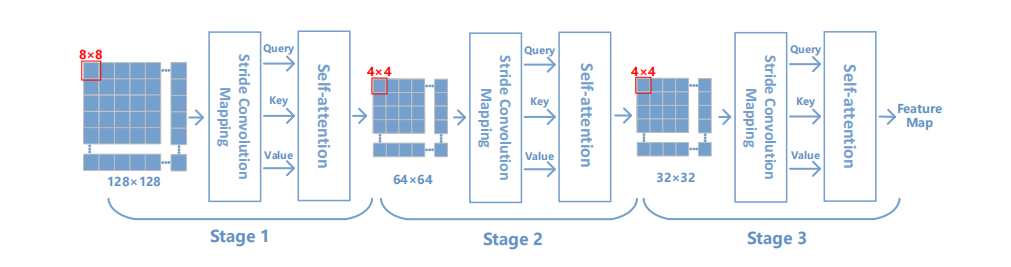 8×8
128×128
Stride Convolution
Mapping
Query
Key
Value
Self-attention
Stage 1
4×4
64×64
Stride Convolution
Mapping
Query
Key
Value
Self-attention
Stage 2
4×4
32×32
Stride Convolution
Mapping
Query
Key
Value
Self-attention
Feature
Map
Stage 3